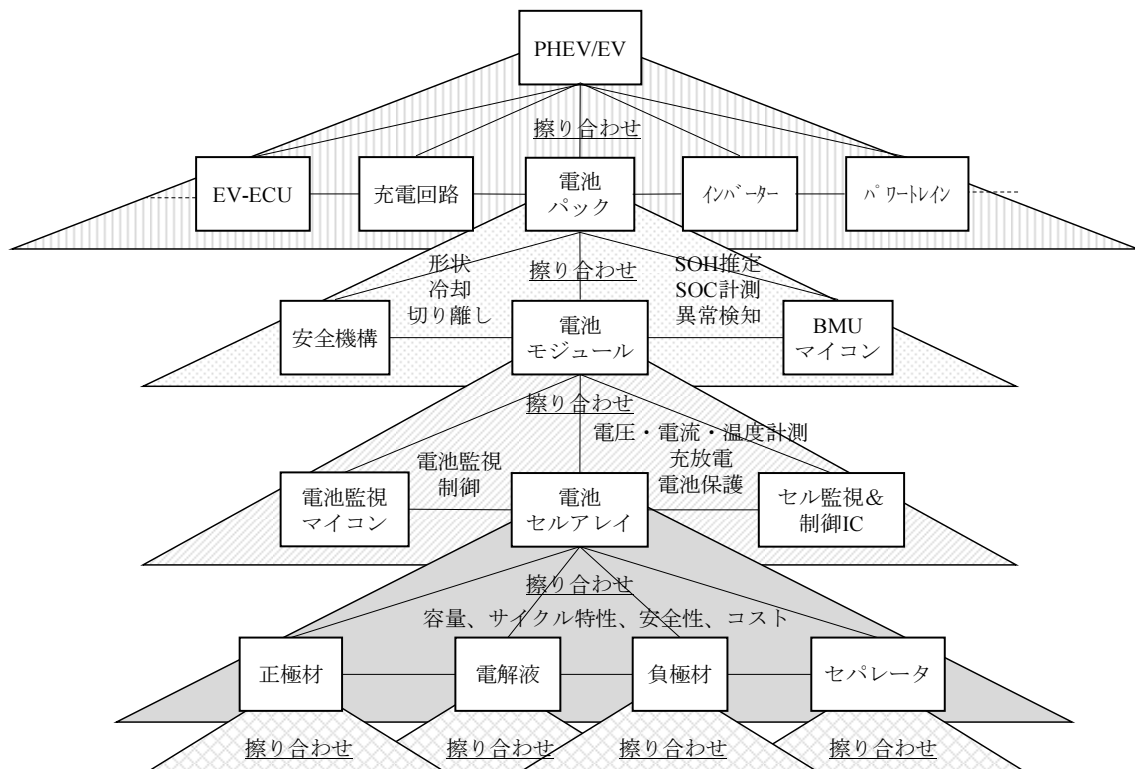 PHEV/EV
擦り合わせ
EV-ECU
充電回路
電池
パック
ｲﾝﾊﾞｰﾀｰ
ﾊﾟﾜｰﾄﾚｲﾝ
形状
冷却
切り離し
擦り合わせ
SOH推定
SOC計測
異常検知
安全機構
電池
モジュール
BMU
マイコン
擦り合わせ
電池監視
制御
電圧・電流・温度計測
充放電
電池保護
電池監視
マイコン
電池
セルアレイ
セル監視＆
制御IC
擦り合わせ
容量、サイクル特性、安全性、コスト
正極材
電解液
負極材
セパレータ
擦り合わせ
擦り合わせ
擦り合わせ
擦り合わせ